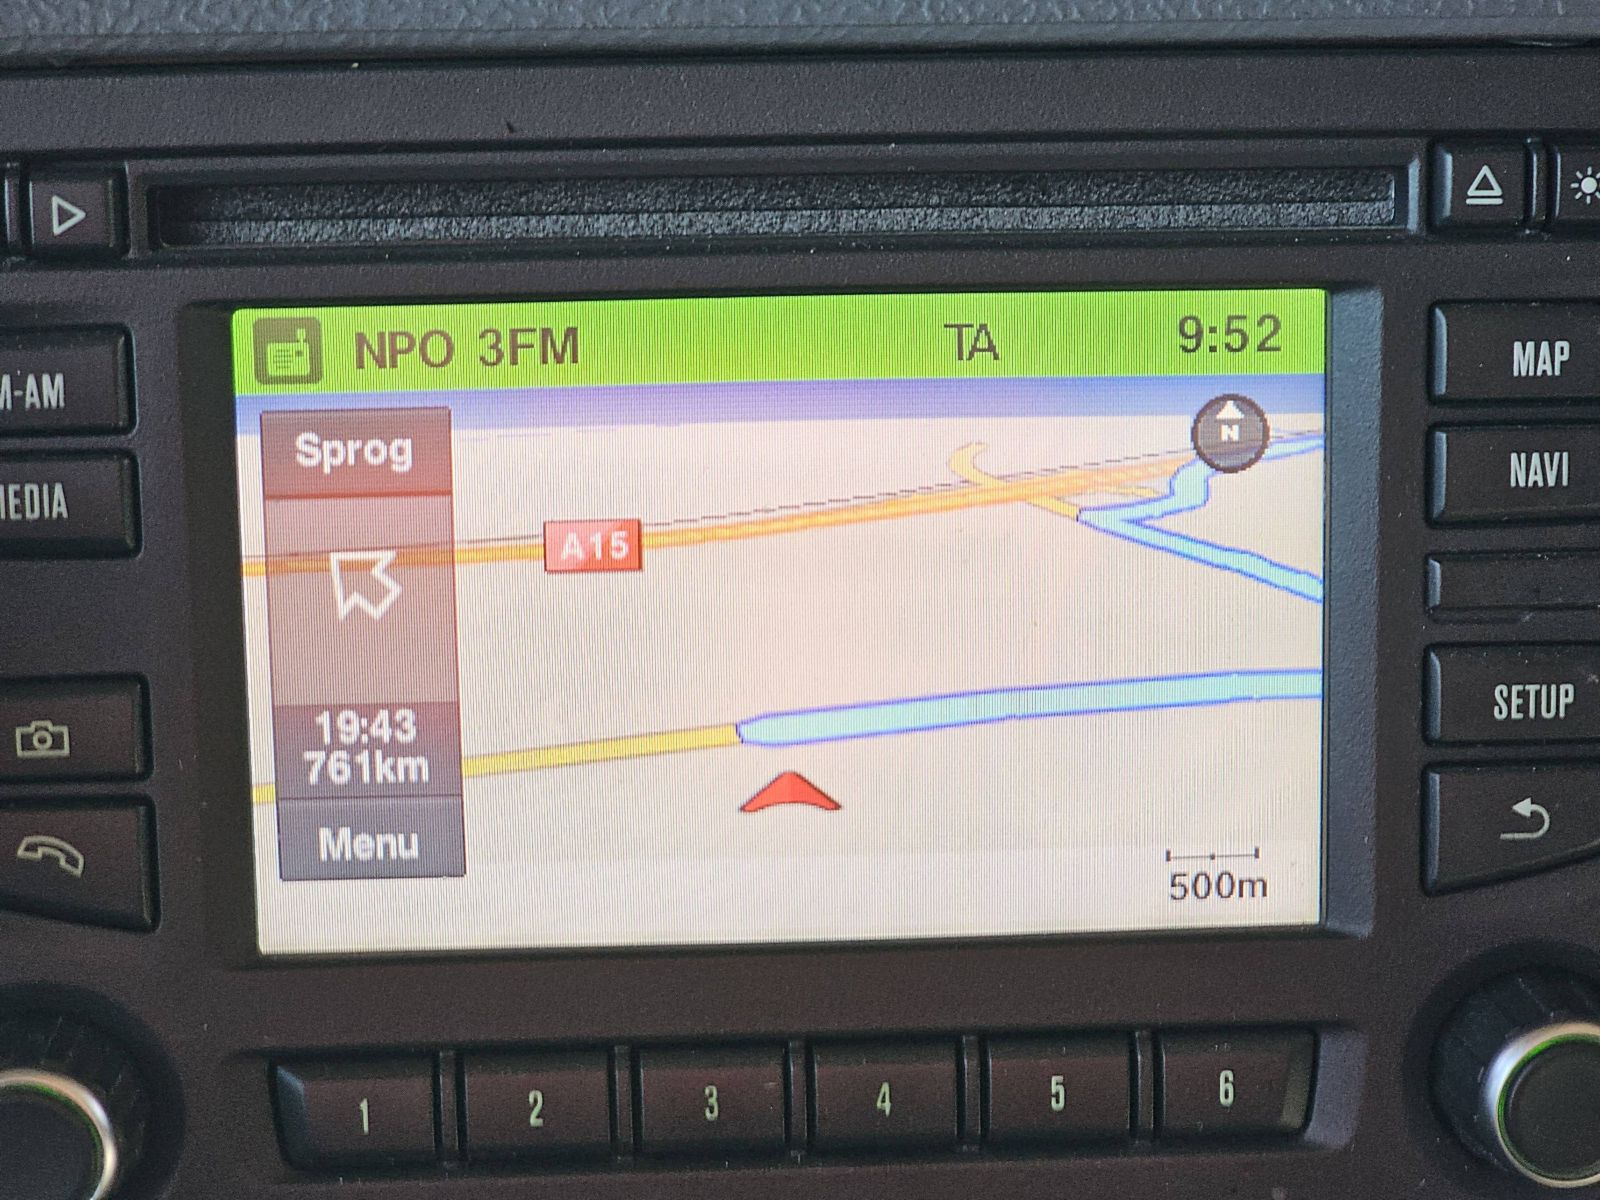 NPO 3FM TA 9:52
M-AM
MAP
Sprog
N
NAVI
MEDIA
A15
SETUP
19:43
761km
Menu
500m
1 2 3 4 5 6